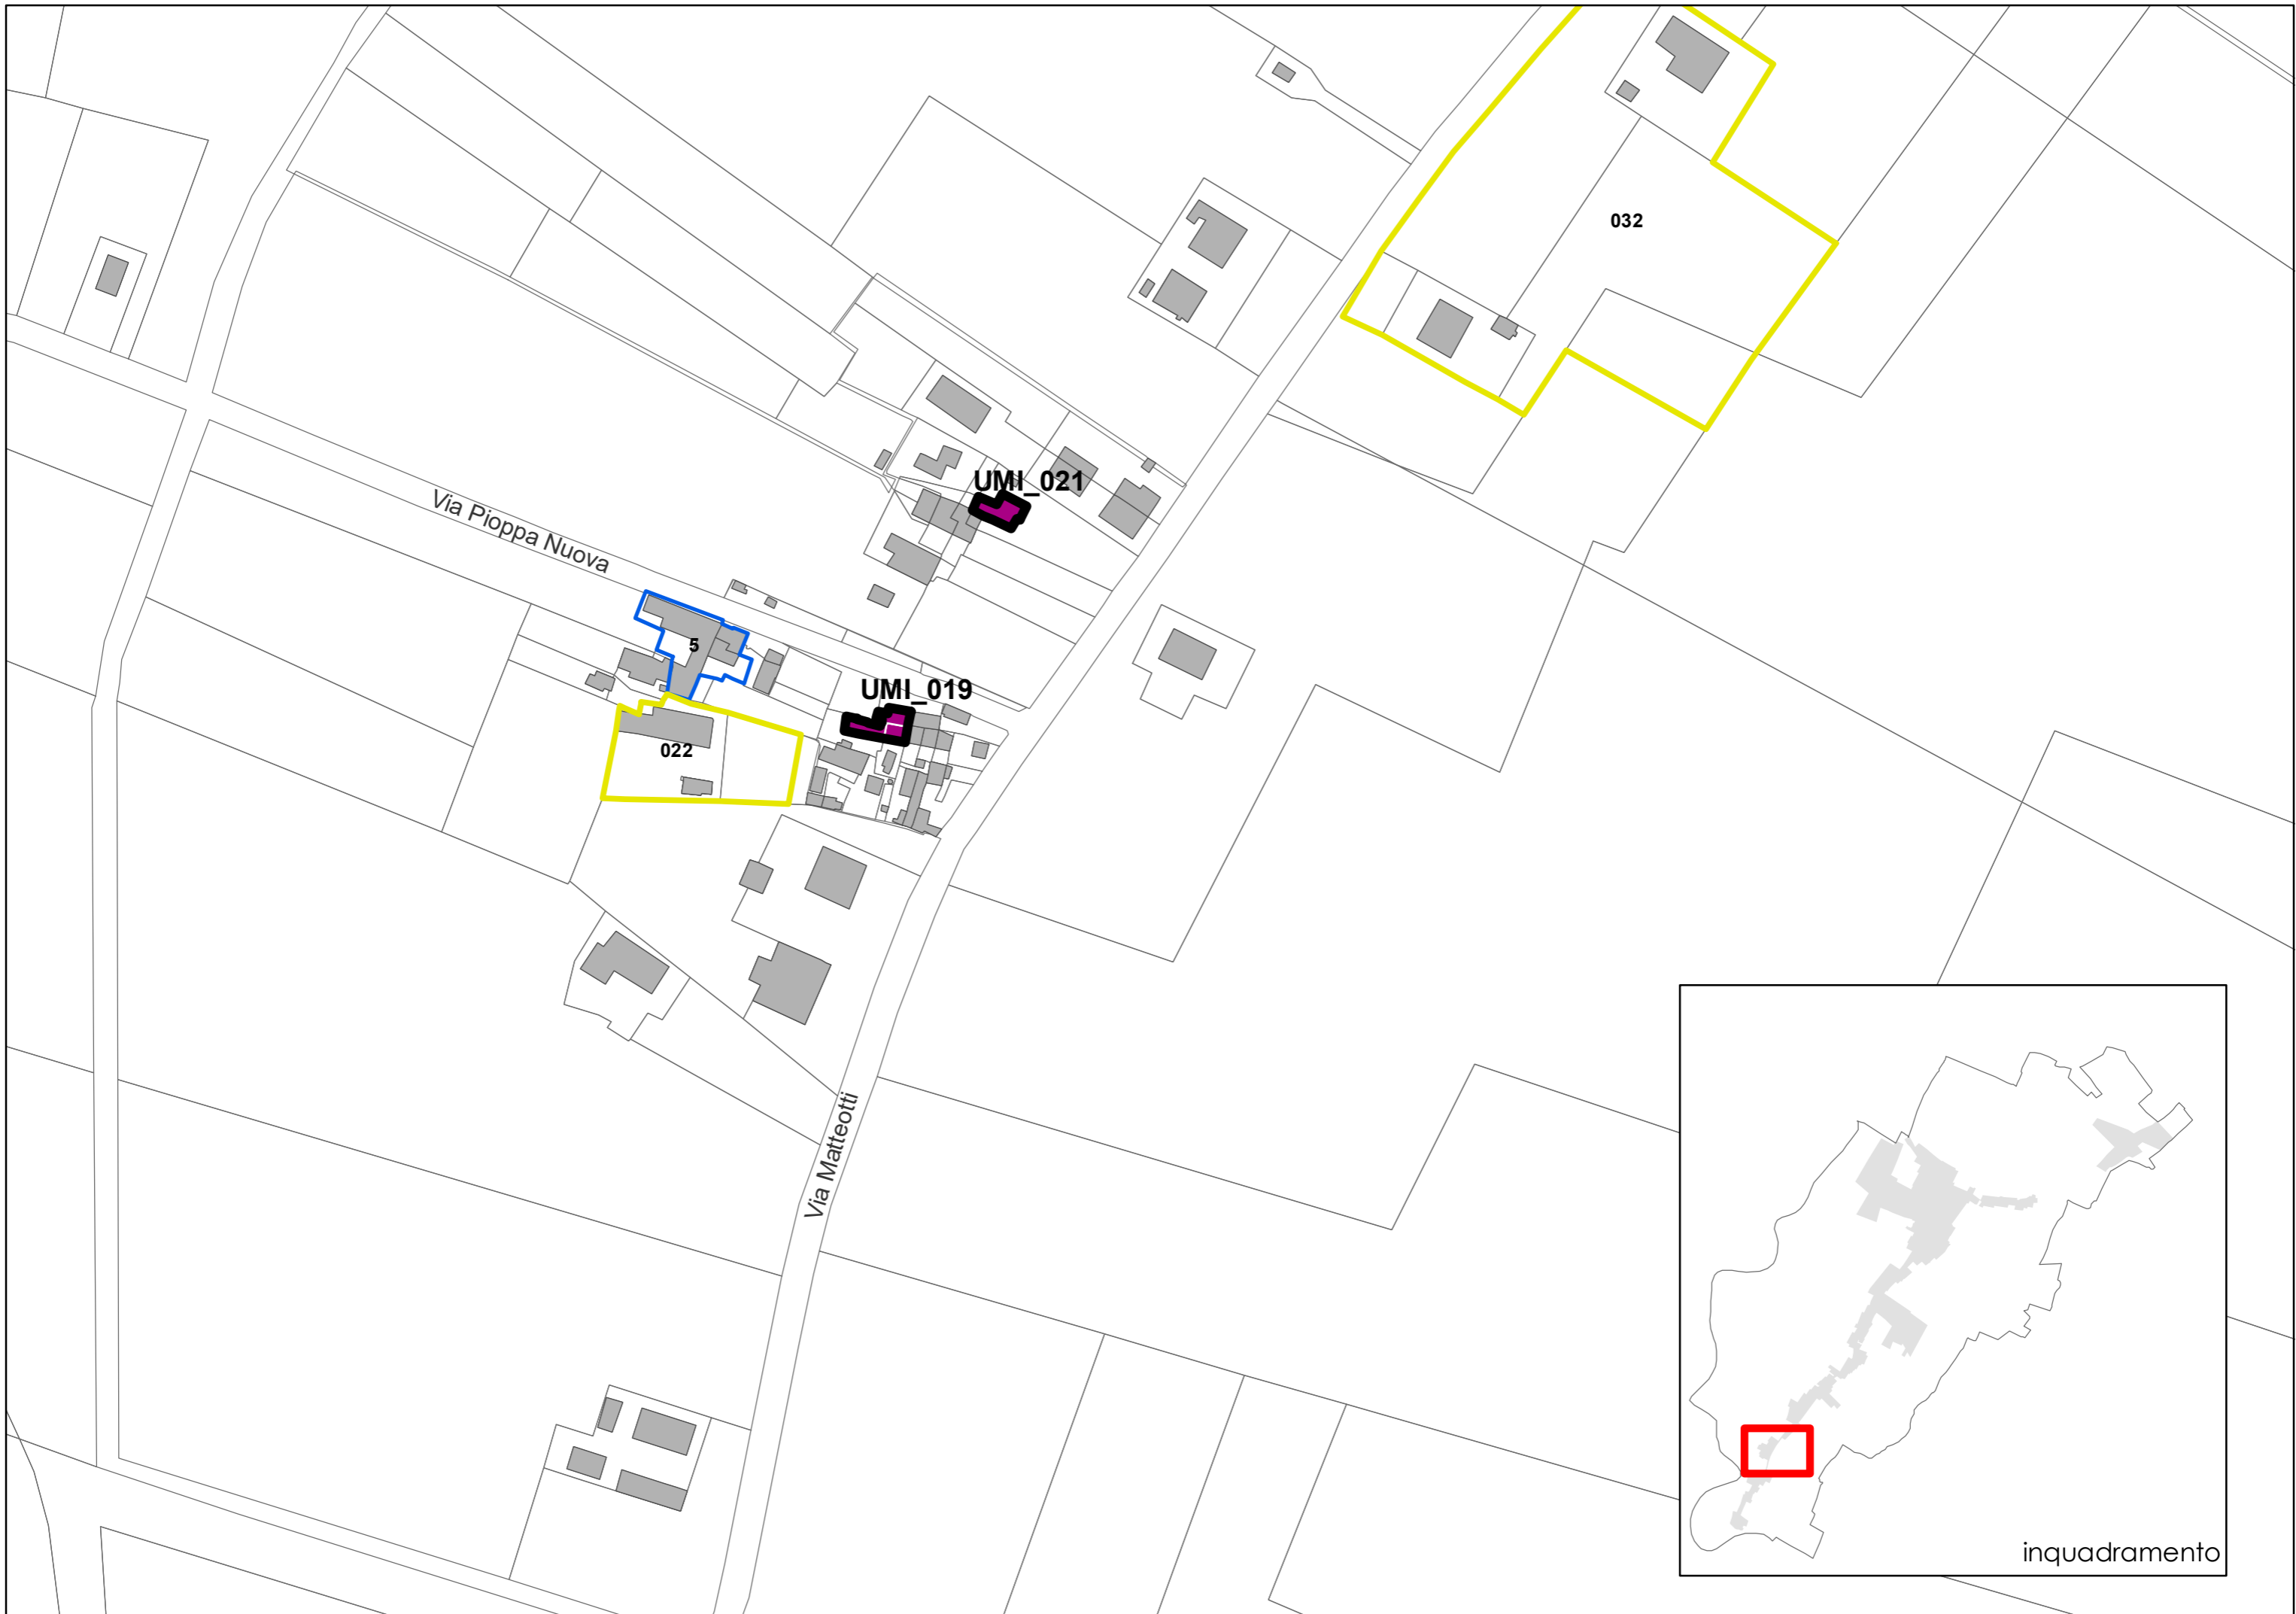 032
UMI_021
Via Pioppa Nuova
5
UMI_019
022
Via Matteotti
inquadramento